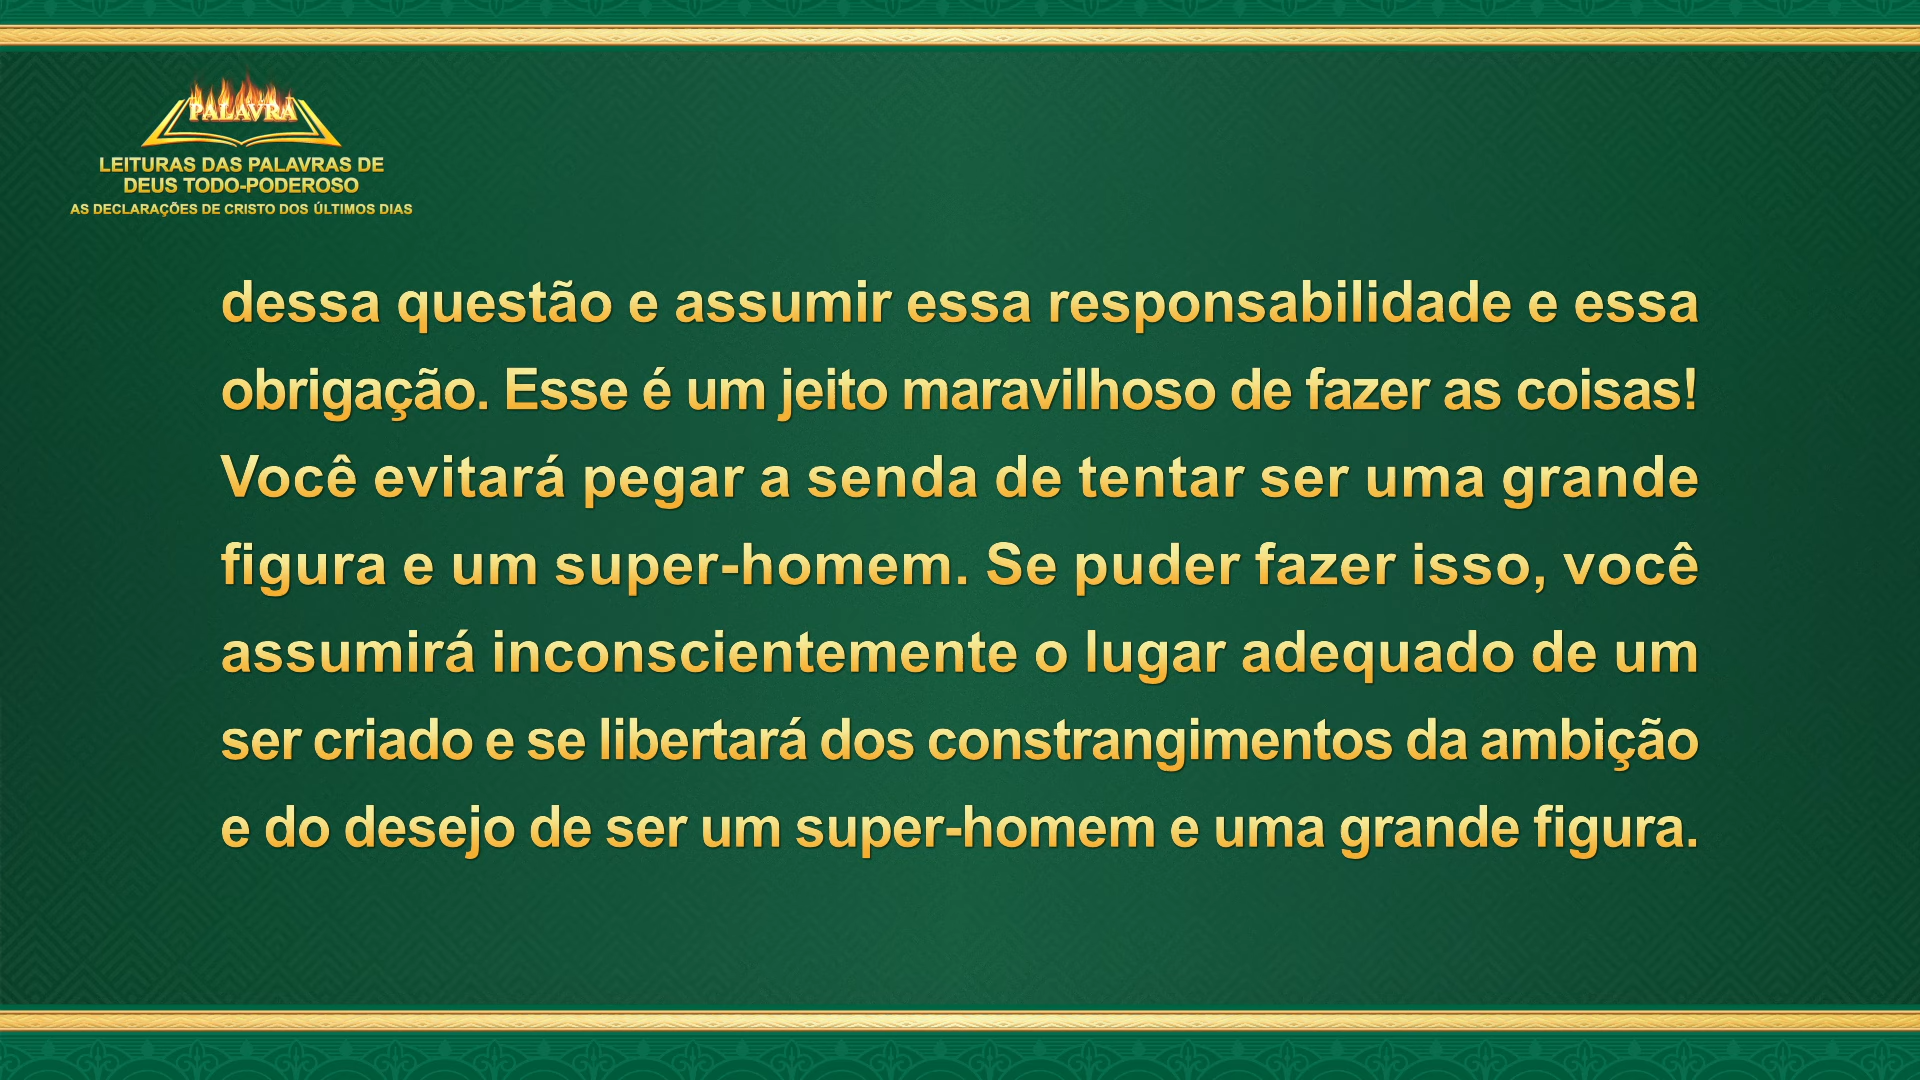 PALAVRA
LEITURAS DAS PALAVRAS DE
DEUS TODO-PODEROSO
AS DECLARAÇÕES DE CRISTO DOS ÚLTIMOS DIAS
dessa questão e assumir essa responsabilidade e essa
obrigação. Esse é um jeito maravilhoso de fazer as coisas!
Você evitará pegar a senda de tentar ser uma grande
figura e um super-homem. Se puder fazer isso, você
assumirá inconscientemente o lugar adequado de um
ser criado e se libertará dos constrangimentos da ambição
e do desejo de ser um super-homem e uma grande figura.